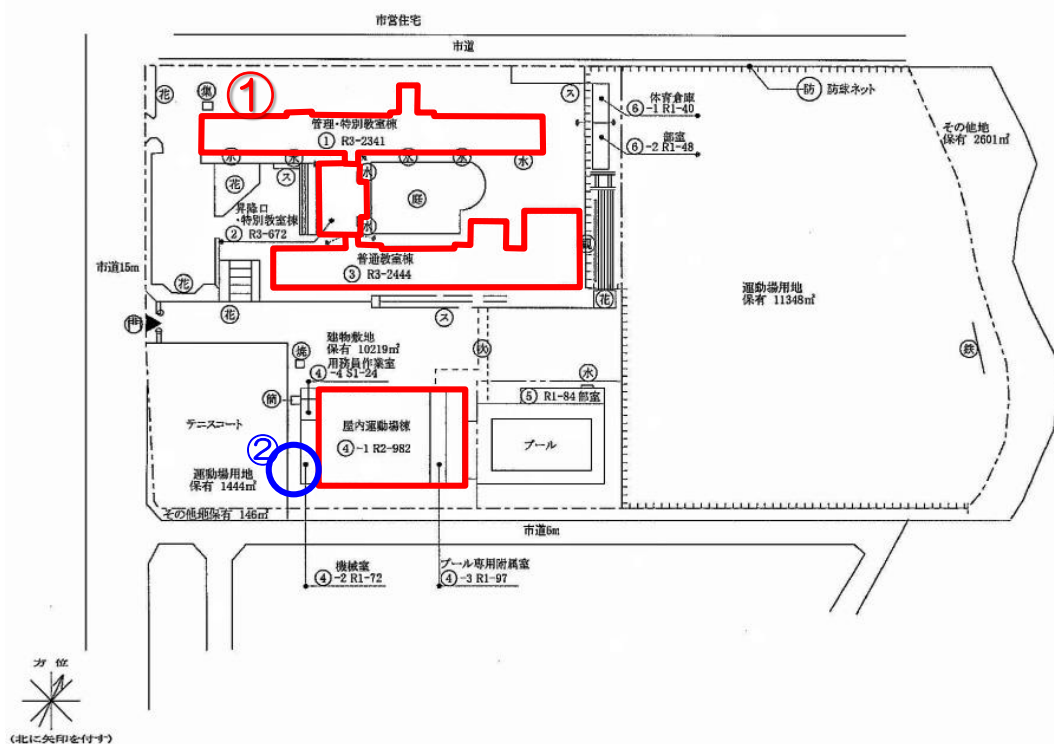 市営住宅
市道
①
花
集
ス
防 防球ネット
体育倉庫
⑥-1 R1-40
部室
⑥-2 R1-48
その他地
保有 2601㎡
管理・特別教室棟
① R3-2341
水
水
水
水
水
花
ス
水
庭
昇降口
・特別教室棟
② R3-672
水
普通教室棟
③ R3-2444
市道15m
花
花
ス
花
運動場用地
保有 11348㎡
門
建物敷地
保有 10219㎡
焼
用務員作業室
④-4 S1-24
水
鉄
テニスコート
屋内運動場棟
④-1 R2-982
⑤ R1-84 部室
プール
②
運動場用地
保有 1444㎡
その他地保有 146㎡
市道6m
機械室
④-2 R1-72
プール専用附属室
④-3 R1-97
方 位
(北に矢印を付す)